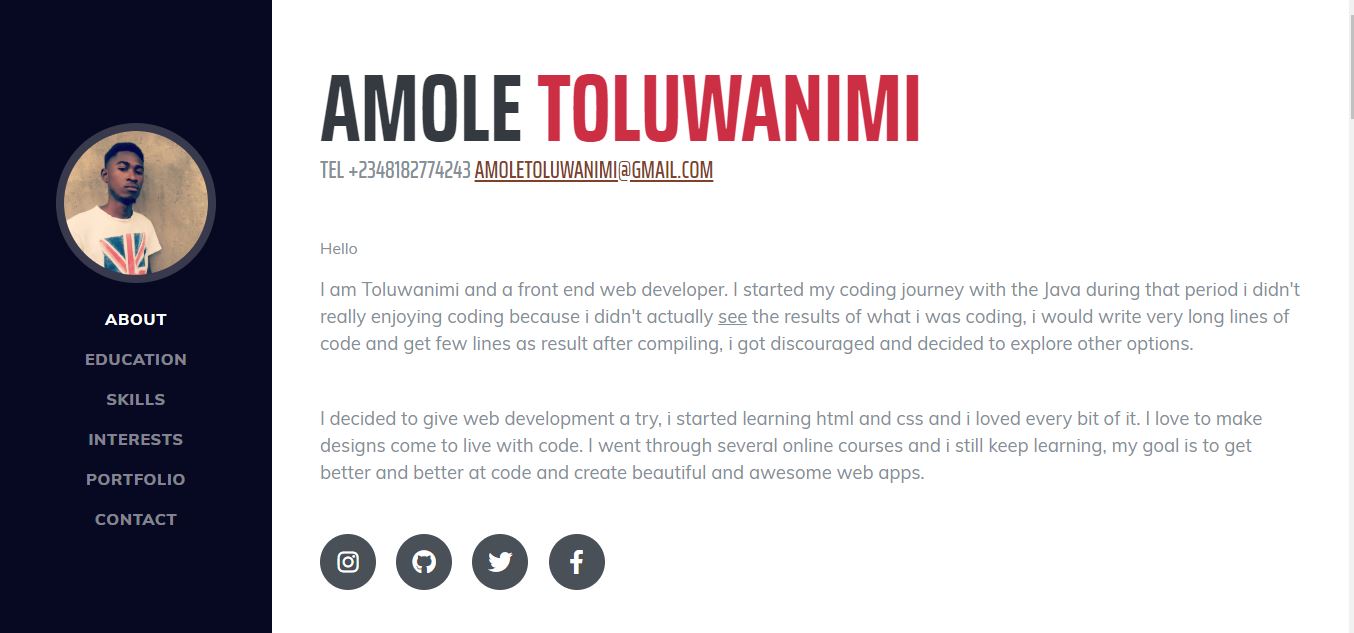 AMOLE TOLUWANIMI
TEL +2348182774243 AMOLETOLUWANIMI@GMAIL.COM
ABOUT
EDUCATION
SKILLS
INTERESTS
PORTFOLIO
CONTACT
Hello
I am Toluwanimi and a front end web developer. I started my coding journey with the Java during that period i didn't
really enjoying coding because i didn't actually see the results of what i was coding, i would write very long lines of
code and get few lines as result after compiling, i got discouraged and decided to explore other options.
I decided to give web development a try, i started learning html and css and i loved every bit of it. I love to make
designs come to live with code. I went through several online courses and i still keep learning, my goal is to get
better and better at code and create beautiful and awesome web apps.